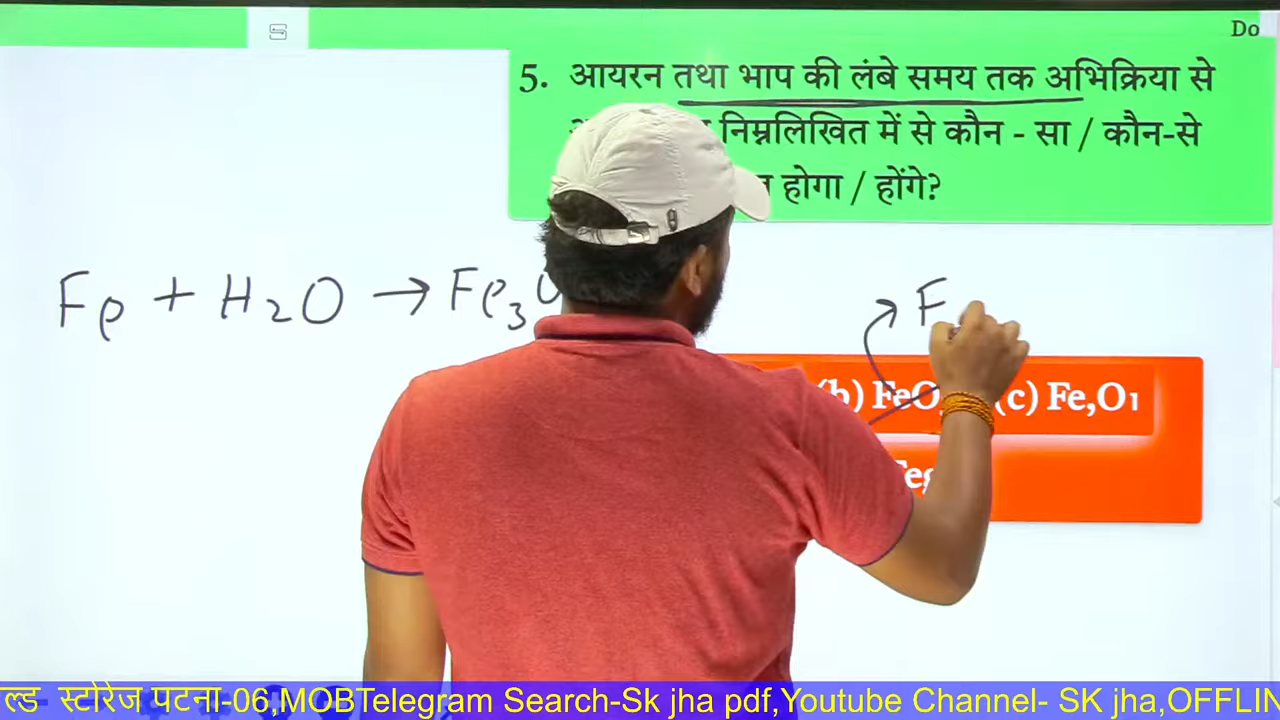 Do
5. आयरन तथा भाप की लंबे समय तक अभिक्रिया से
निम्नलिखित में से कौन - सा / कौन-से
होगा / होंगे?
Fe + H₂O → Fe₃
F
(b) FeO (c) Fe,O₁
स्टोरेज पटना-06,MOBTelegram Search-Sk jha pdf,Youtube Channel- SK jha,OFFLIN